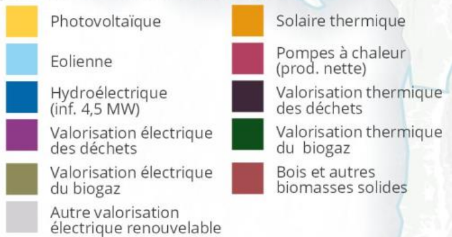 Photovoltaïque
Eolienne
Hydroélectrique
(inf. 4,5 MW)
Valorisation électrique
des déchets
Valorisation électrique
du biogaz
Autre valorisation
électrique renouvelable
Solaire thermique
Pompes à chaleur
(prod. nette)
Valorisation thermique
des déchets
Valorisation thermique
du biogaz
Bois et autres
biomasses solides